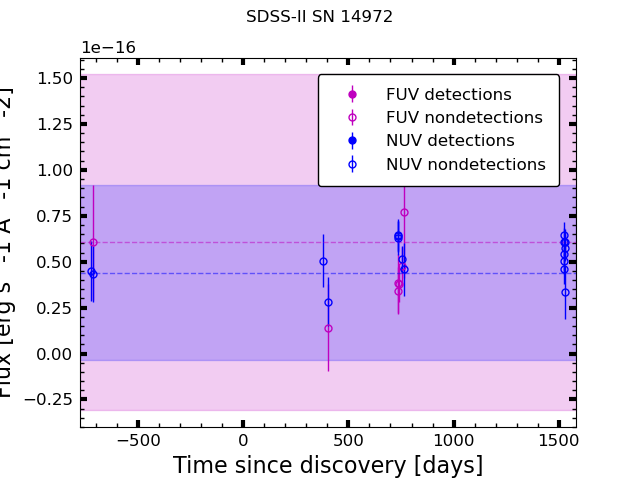 SDSS-II SN 14972
1e−16
1.50
1.25
1.00
0.75
0.50
0.25
0.00
−0.25
Flux [erg s -1 A -1 cm -2]
FUV detections
FUV nondetections
NUV detections
NUV nondetections
−500 0 500 1000 1500
Time since discovery [days]